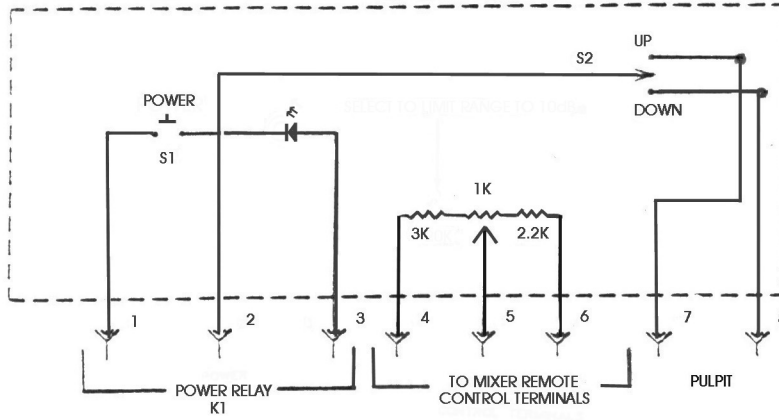 UP
S2
POWER
DOWN
S1
1K
3K
2.2K
1
2
3
4
5
6
7
POWER RELAY
K1
TO MIXER REMOTE
CONTROL TERMINALS
PULPIT